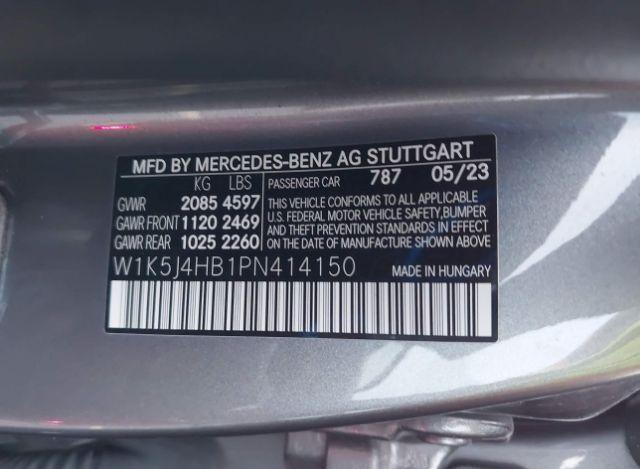 MFD BY MERCEDES-BENZ AG STUTTGART
KG LBS PASSENGER CAR 787 05/23
GVWR 2085 4597
GAWR FRONT 1120 2469
GAWR REAR 1025 2260
THIS VEHICLE CONFORMS TO ALL APPLICABLE
U.S. FEDERAL MOTOR VEHICLE SAFETY,BUMPER
AND THEFT PREVENTION STANDARDS IN EFFECT
ON THE DATE OF MANUFACTURE SHOWN ABOVE.
W1K5J4HB1PN414150 MADE IN HUNGARY